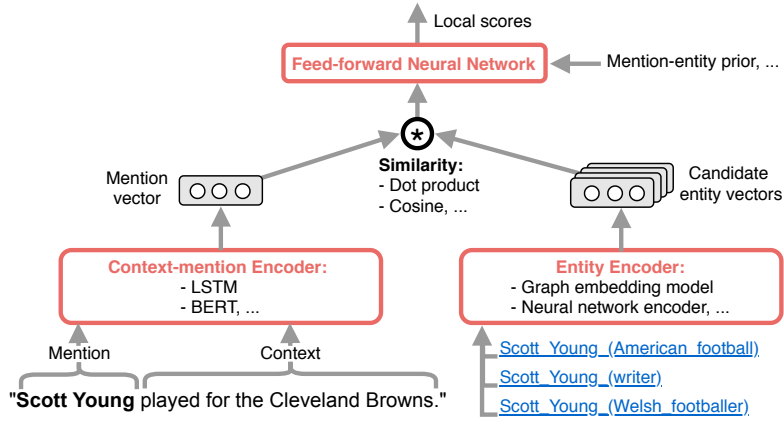 Local scores
Feed-forward Neural Network
Mention-entity prior, ...
*
Similarity:
- Dot product
- Cosine, ...
Mention
vector
Candidate
entity vectors
Context-mention Encoder:
- LSTM
- BERT, ...
Entity Encoder:
- Graph embedding model
- Neural network encoder, ...
Mention
Context
"Scott Young played for the Cleveland Browns."
Scott_Young_(American_football)
Scott_Young_(writer)
Scott_Young_(Welsh_footballer)